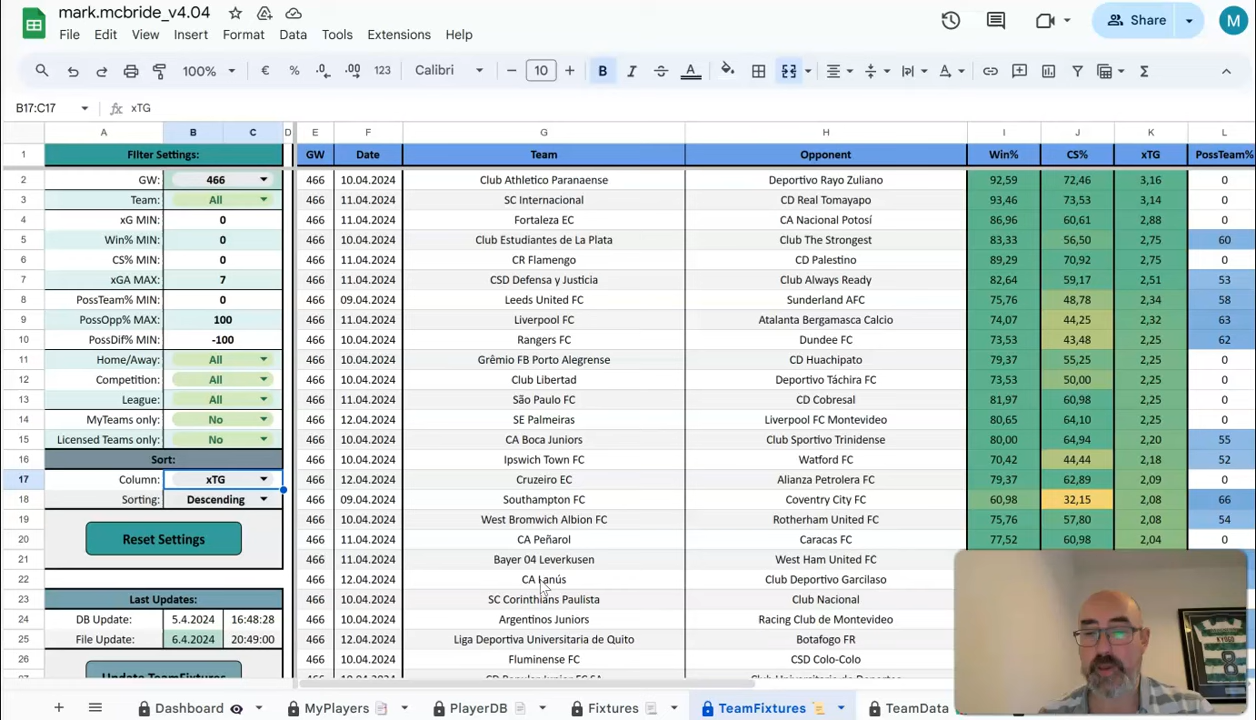 mark.mcbride_v4.04
File Edit View Insert Format Data Tools Extensions Help
Share M
100% € % .0 .00 123 Calibri 10 B I S A Σ
B17:C17 fx xTG
A B C D E F G H I J K L
1 Filter Settings: GW Date Team Opponent Win% CS% xTG PossTeam%
2 GW: 466 466 10.04.2024 Club Athletico Paranaense Deportivo Rayo Zuliano 92,59 72,46 3,16 0
3 Team: All 466 11.04.2024 SC Internacional CD Real Tomayapo 93,46 73,53 3,14 0
4 xG MIN: 0 466 11.04.2024 Fortaleza EC CA Nacional Potosí 86,96 60,61 2,88 0
5 Win% MIN: 0 466 10.04.2024 Club Estudiantes de La Plata Club The Strongest 83,33 56,50 2,75 60
6 CS% MIN: 0 466 11.04.2024 CR Flamengo CD Palestino 89,29 70,92 2,75 0
7 xGA MAX: 7 466 11.04.2024 CSD Defensa y Justicia Club Always Ready 82,64 59,17 2,51 53
8 PossTeam% MIN: 0 466 09.04.2024 Leeds United FC Sunderland AFC 75,76 48,78 2,34 58
9 PossOpp% MAX: 100 466 11.04.2024 Liverpool FC Atalanta Bergamasca Calcio 74,07 44,25 2,32 63
10 PossDif% MIN: -100 466 10.04.2024 Rangers FC Dundee FC 73,53 43,48 2,25 62
11 Home/Away: All 466 10.04.2024 Grêmio FB Porto Alegrense CD Huachipato 79,37 55,25 2,25 0
12 Competition: All 466 10.04.2024 Club Libertad Deportivo Táchira FC 73,53 50,00 2,25 0
13 League: All 466 11.04.2024 São Paulo FC CD Cobresal 81,97 60,98 2,25 0
14 MyTeams only: No 466 12.04.2024 SE Palmeiras Liverpool FC Montevideo 80,65 64,10 2,25 0
15 Licensed Teams only: No 466 10.04.2024 CA Boca Juniors Club Sportivo Trinidense 80,00 64,94 2,20 55
16 Sort: 466 10.04.2024 Ipswich Town FC Watford FC 70,42 44,44 2,18 52
17 Column: xTG 466 12.04.2024 Cruzeiro EC Alianza Petrolera FC 79,37 62,89 2,09 0
18 Sorting: Descending 466 09.04.2024 Southampton FC Coventry City FC 60,98 32,15 2,08 66
19 Reset Settings 466 10.04.2024 West Bromwich Albion FC Rotherham United FC 75,76 57,80 2,08 54
20 466 10.04.2024 CA Peñarol Caracas FC 77,52 60,98 2,04 0
21 466 11.04.2024 Bayer 04 Leverkusen West Ham United FC
22 466 12.04.2024 CA Lanús Club Deportivo Garcilaso
23 Last Updates: 466 10.04.2024 SC Corinthians Paulista Club Nacional
24 DB Update: 5.4.2024 16:48:28 466 10.04.2024 Argentinos Juniors Racing Club de Montevideo
25 File Update: 6.4.2024 20:49:00 466 12.04.2024 Liga Deportiva Universitaria de Quito Botafogo FR
26 Update TeamFixtures 466 10.04.2024 Fluminense FC CSD Colo-Colo
KYOGO
8
Dashboard MyPlayers PlayerDB Fixtures TeamFixtures TeamData